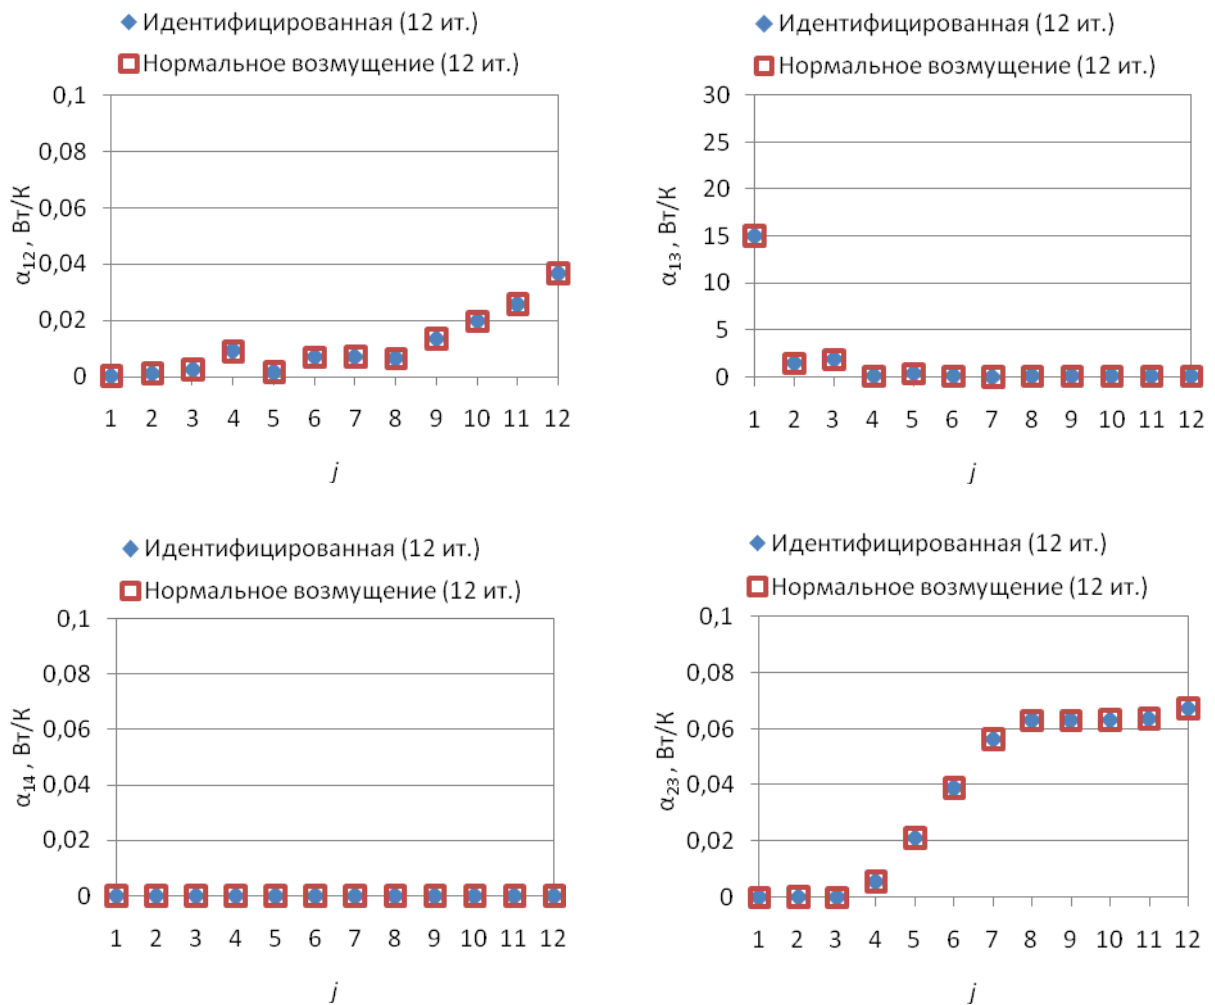 Идентифицированная (12 ит.)
Нормальное возмущение (12 ит.)
0,1
0,08
0,06
0,04
0,02
0
α12, Вт/К
1 2 3 4 5 6 7 8 9 10 11 12
j
Идентифицированная (12 ит.)
Нормальное возмущение (12 ит.)
30
25
20
15
10
5
0
α13, Вт/К
1 2 3 4 5 6 7 8 9 10 11 12
j
Идентифицированная (12 ит.)
Нормальное возмущение (12 ит.)
0,1
0,08
0,06
0,04
0,02
0
α14, Вт/К
1 2 3 4 5 6 7 8 9 10 11 12
j
Идентифицированная (12 ит.)
Нормальное возмущение (12 ит.)
0,1
0,08
0,06
0,04
0,02
0
α23, Вт/К
1 2 3 4 5 6 7 8 9 10 11 12
j